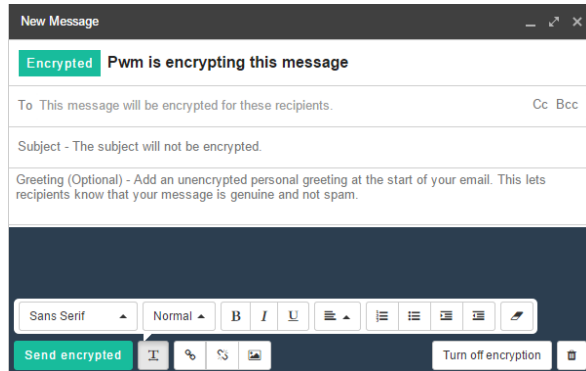 New Message
Encrypted Pwm is encrypting this message
To This message will be encrypted for these recipients. Cc Bcc
Subject - The subject will not be encrypted.
Greeting (Optional) - Add an unencrypted personal greeting at the start of your email. This lets
recipients know that your message is genuine and not spam.
Sans Serif Normal B I U
Send encrypted T Turn off encryption